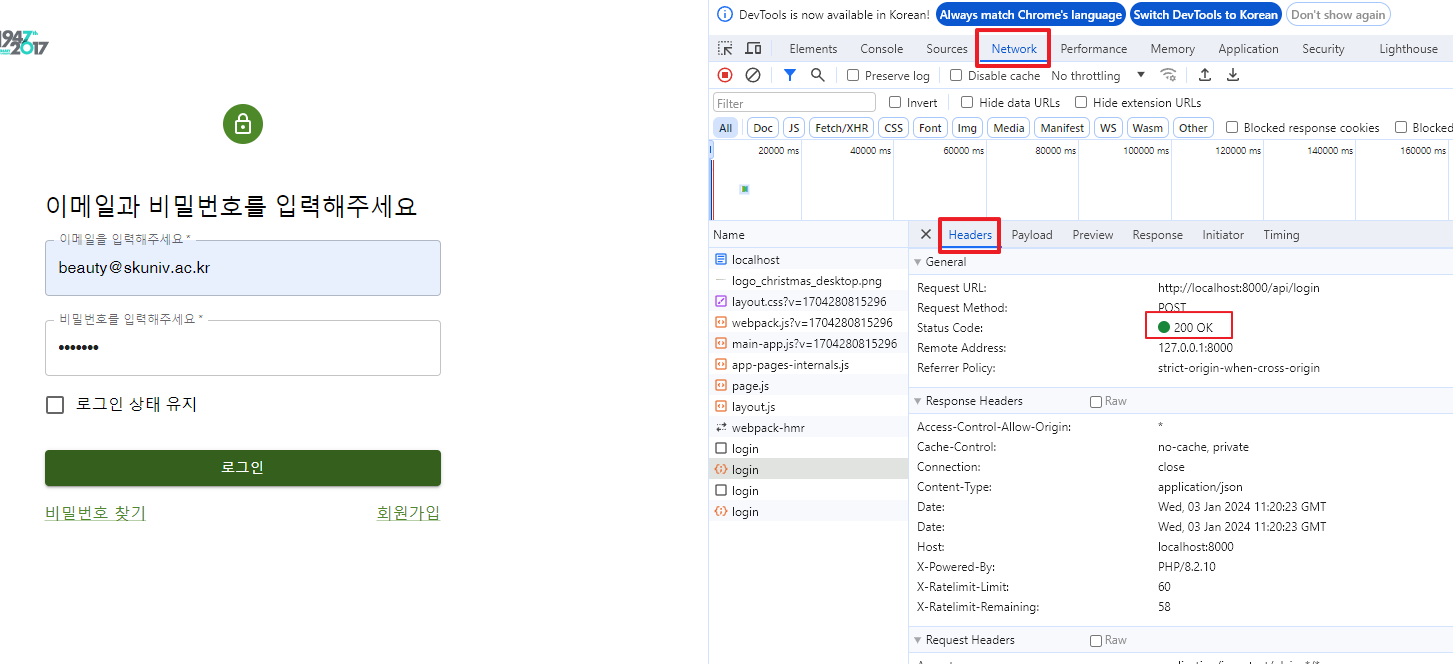 1947 th
2017
이메일과 비밀번호를 입력해주세요
이메일을 입력해주세요 *
beauty@skuniv.ac.kr
비밀번호를 입력해주세요 *
•••••••
로그인 상태 유지
로그인
비밀번호 찾기 회원가입
DevTools is now available in Korean! Always match Chrome's language Switch DevTools to Korean Don't show again
Elements Console Sources Network Performance Memory Application Security Lighthouse
Preserve log Disable cache No throttling
Filter Invert Hide data URLs Hide extension URLs
All Doc JS Fetch/XHR CSS Font Img Media Manifest WS Wasm Other Blocked response cookies Blocked
20000 ms 40000 ms 60000 ms 80000 ms 100000 ms 120000 ms 140000 ms 160000 ms
Name
localhost
logo_christmas_desktop.png
layout.css?v=1704280815296
webpack.js?v=1704280815296
main-app.js?v=1704280815296
app-pages-internals.js
page.js
layout.js
webpack-hmr
login
login
login
login
Headers Payload Preview Response Initiator Timing
General
Request URL: http://localhost:8000/api/login
Request Method: POST
Status Code: 200 OK
Remote Address: 127.0.0.1:8000
Referrer Policy: strict-origin-when-cross-origin
Response Headers Raw
Access-Control-Allow-Origin: *
Cache-Control: no-cache, private
Connection: close
Content-Type: application/json
Date: Wed, 03 Jan 2024 11:20:23 GMT
Date: Wed, 03 Jan 2024 11:20:23 GMT
Host: localhost:8000
X-Powered-By: PHP/8.2.10
X-Ratelimit-Limit: 60
X-Ratelimit-Remaining: 58
Request Headers Raw